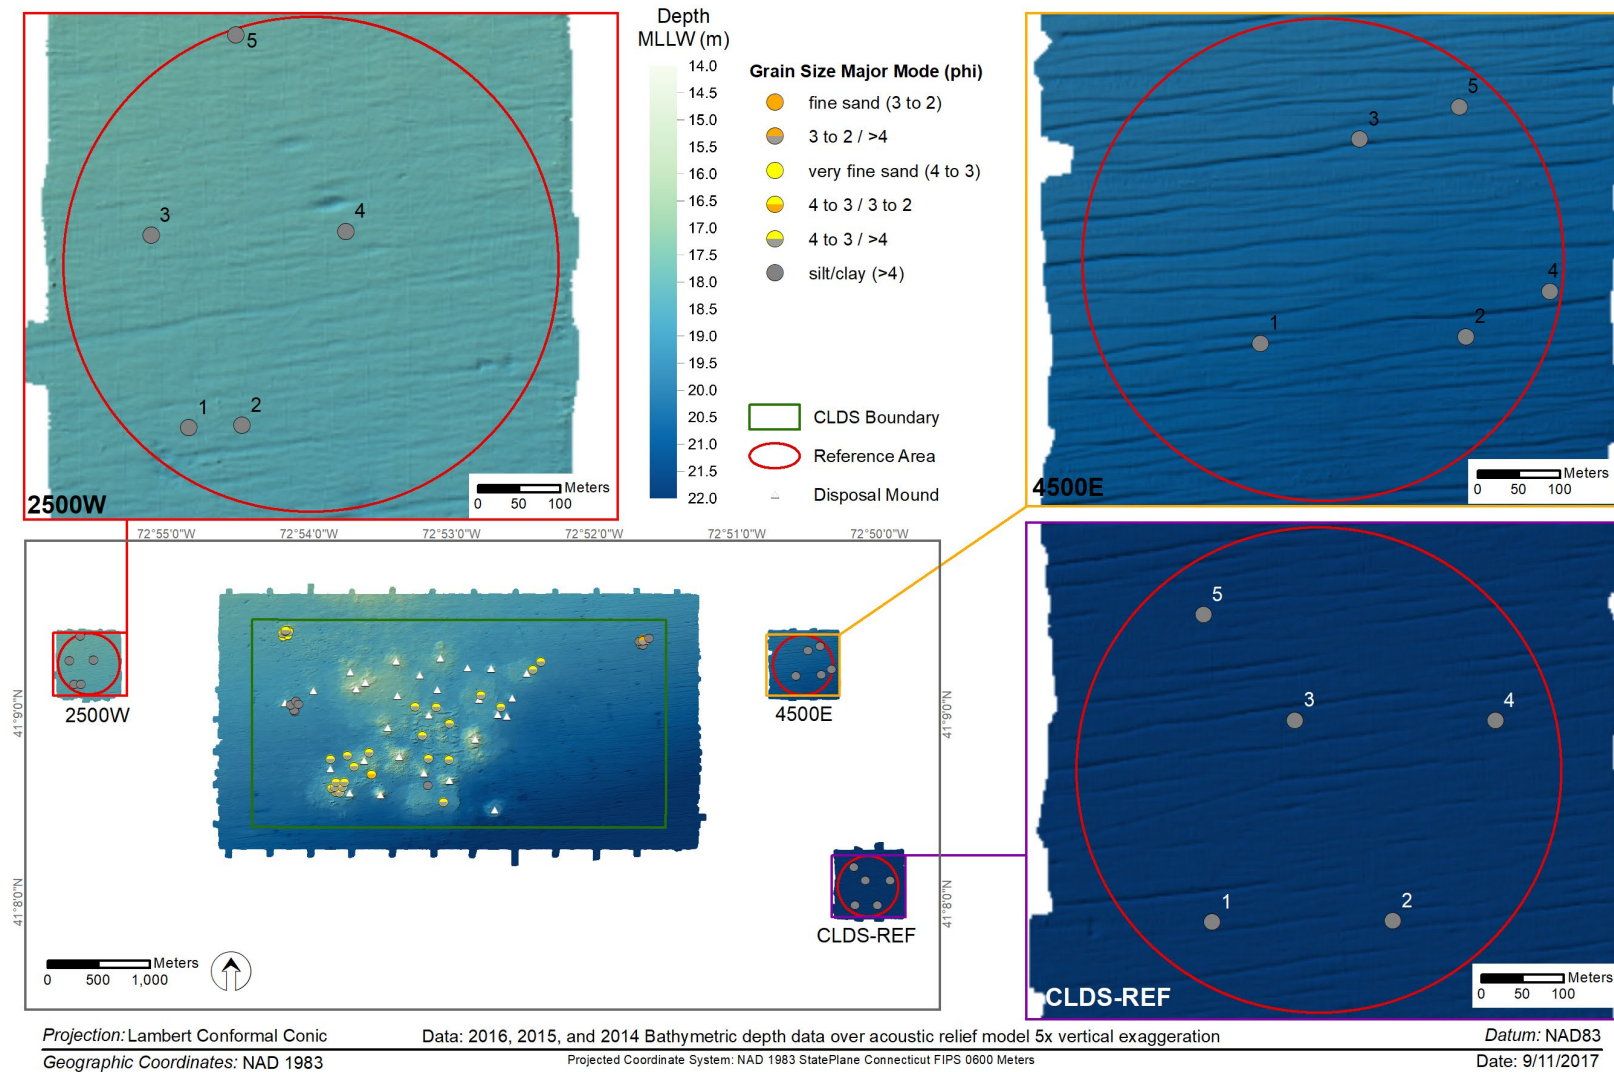 5
3
4
1
2
Meters
0 50 100
2500W
Depth
MLLW (m)
14.0
14.5
15.0
15.5
16.0
16.5
17.0
17.5
18.0
18.5
19.0
19.5
20.0
20.5
21.0
21.5
22.0
Grain Size Major Mode (phi)
fine sand (3 to 2)
3 to 2 / >4
very fine sand (4 to 3)
4 to 3 / 3 to 2
4 to 3 / >4
silt/clay (>4)
CLDS Boundary
Reference Area
Disposal Mound
5
3
4
1
2
Meters
0 50 100
4500E
72°55'0"W 72°54'0"W 72°53'0"W 72°52'0"W 72°51'0"W 72°50'0"W
41°9'0"N
41°8'0"N
2500W
4500E
41°9'0"N
41°8'0"N
CLDS-REF
Meters
0 500 1,000
5
3
4
1
2
Meters
0 50 100
CLDS-REF
Projection: Lambert Conformal Conic
Data: 2016, 2015, and 2014 Bathymetric depth data over acoustic relief model 5x vertical exaggeration
Datum: NAD83
Geographic Coordinates: NAD 1983
Projected Coordinate System: NAD 1983 StatePlane Connecticut FIPS 0600 Meters
Date: 9/11/2017